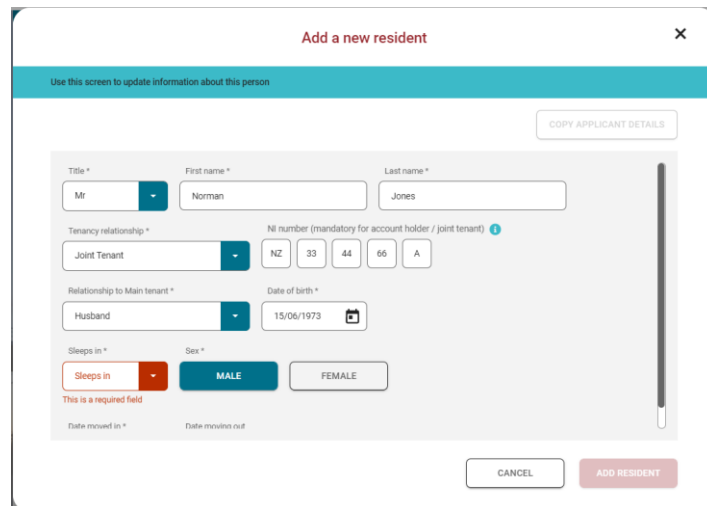 Add a new resident
Use this screen to update information about this person
COPY APPLICANT DETAILS
Title * First name * Last name *
Mr Norman Jones
Tenancy relationship * NI number (mandatory for account holder / joint tenant) i
Joint Tenant NZ 33 44 66 A
Relationship to Main tenant * Date of birth *
Husband 15/06/1973
Sleeps in * Sex *
Sleeps in MALE FEMALE
This is a required field
Date moved in * Date moving out
CANCEL ADD RESIDENT